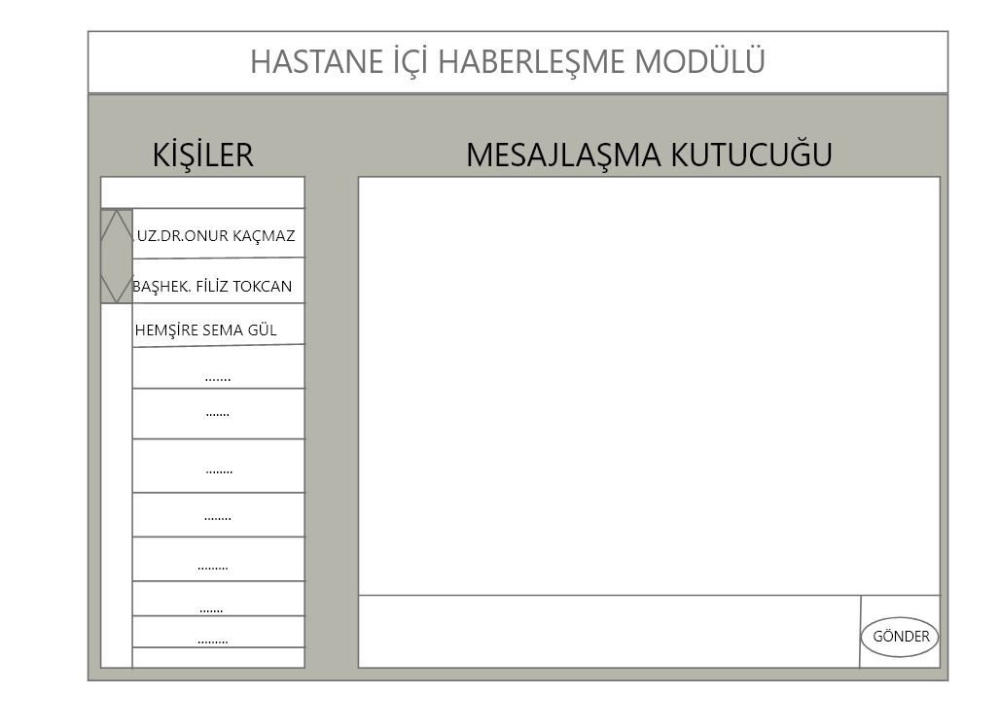 HASTANE İÇİ HABERLEŞME MODÜLÜ
KİŞİLER
UZ.DR.ONUR KAÇMAZ
BAŞHEK. FİLİZ TOKCAN
HEMŞİRE SEMA GÜL
.......
.......
........
........
.........
.......
.........
MESAJLAŞMA KUTUCUĞU
GÖNDER